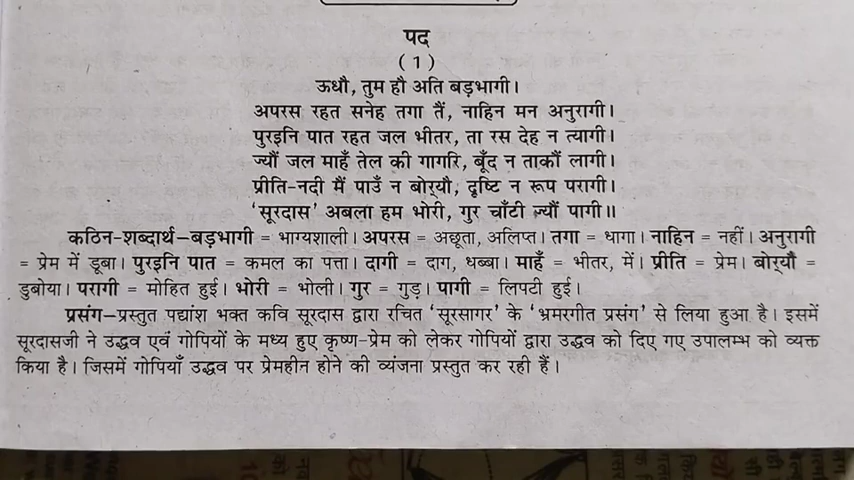 पद
(1)
ऊधौ, तुम हौ अति बड़भागी।
अपरस रहत सनेह तगा तैं, नाहिन मन अनुरागी।
पुरइनि पात रहत जल भीतर, ता रस देह न त्यागी।
ज्यौं जल माहँ तेल की गागरि, बूँद न ताकौं लागी।
प्रीति-नदी मैं पाउँ न बोर्‌यौ, दृष्टि न रूप परागी।
'सूरदास' अबला हम भोरी, गुर चाँटी ज्यौं पागी॥
कठिन-शब्दार्थ–बड़भागी = भाग्यशाली। अपरस = अछूता, अलिप्त। तगा = धागा। नाहिन = नहीं। अनुरागी
= प्रेम में डूबा। पुरइनि पात = कमल का पत्ता। दागी = दाग, धब्बा। माहँ = भीतर, में। प्रीति = प्रेम। बोर्‌यौं =
डुबोया। परागी = मोहित हुई। भोरी = भोली। गुर = गुड़। पागी = लिपटी हुई।
प्रसंग–प्रस्तुत पद्यांश भक्त कवि सूरदास द्वारा रचित 'सूरसागर' के 'भ्रमरगीत प्रसंग' से लिया हुआ है। इसमें
सूरदासजी ने उद्धव एवं गोपियों के मध्य हुए कृष्ण-प्रेम को लेकर गोपियों द्वारा उद्धव को दिए गए उपालम्भ को व्यक्त
किया है। जिसमें गोपियाँ उद्धव पर प्रेमहीन होने की व्यंजना प्रस्तुत कर रही हैं।